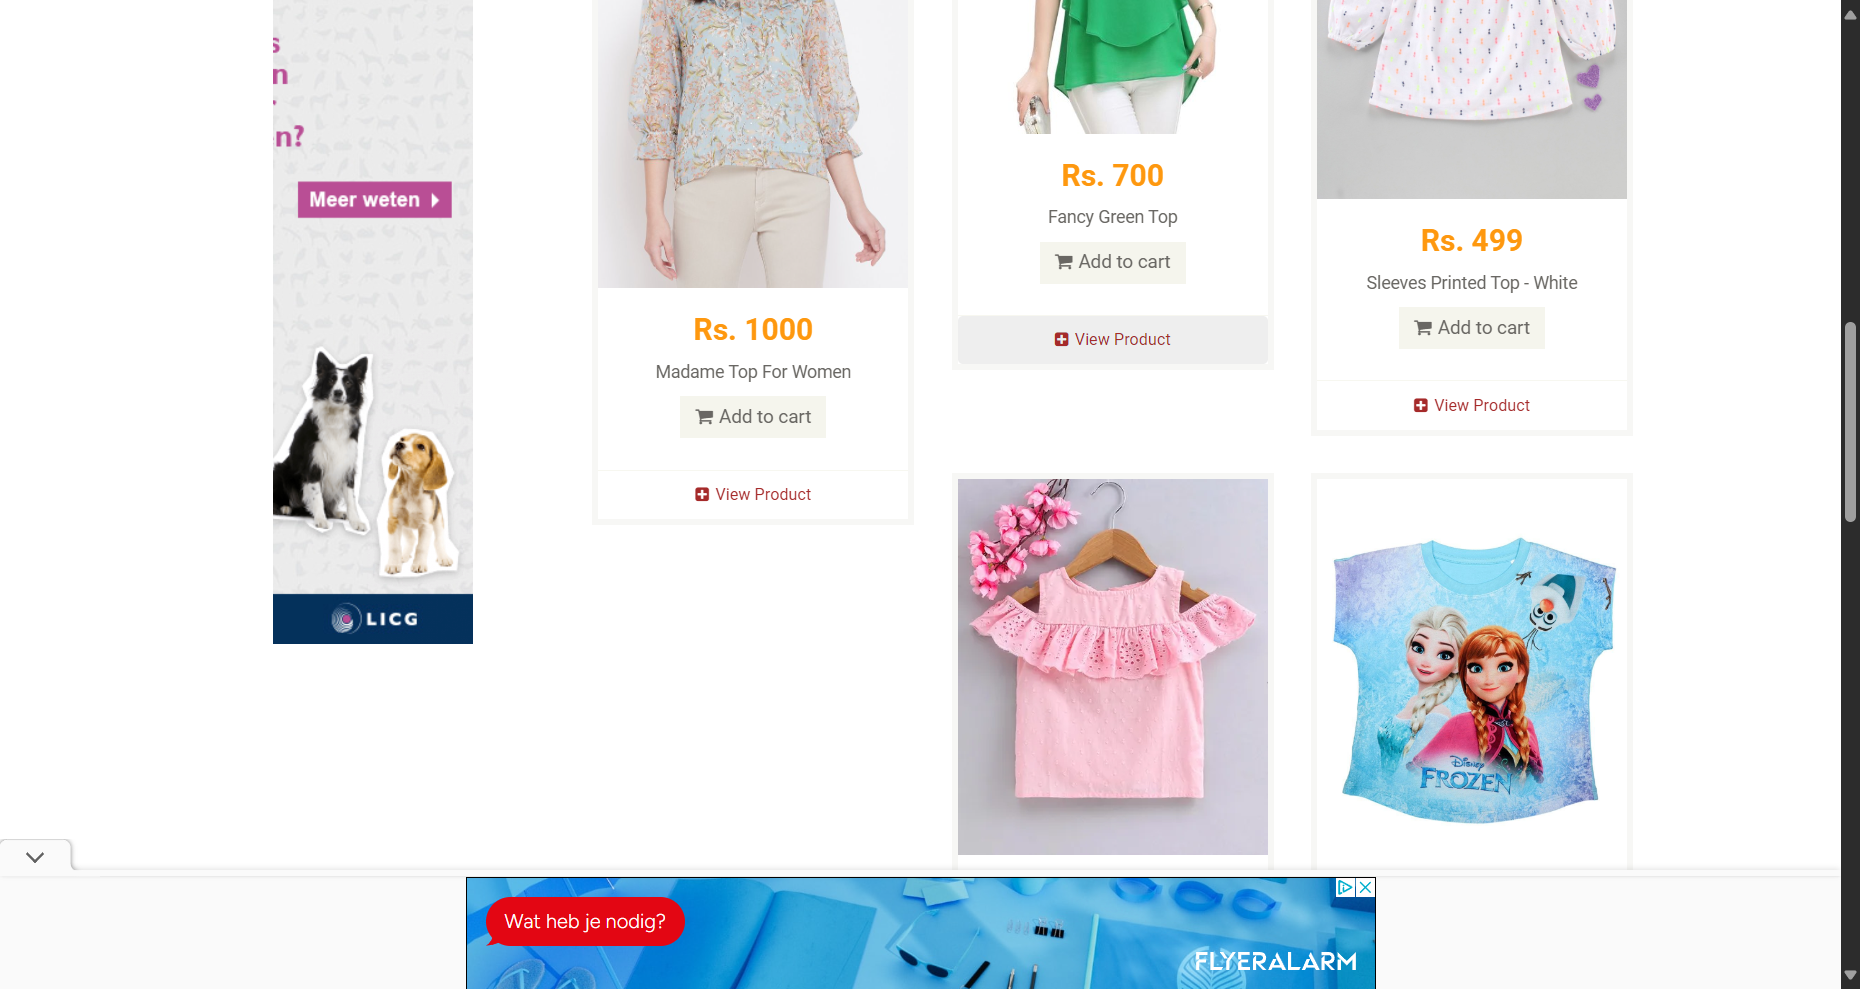 s
n
n?
Meer weten
LICG
Rs. 1000
Madame Top For Women
Add to cart
View Product
Rs. 700
Fancy Green Top
Add to cart
View Product
Rs. 499
Sleeves Printed Top - White
Add to cart
View Product
Disney
FROZEN
Wat heb je nodig?
FLYERALARM